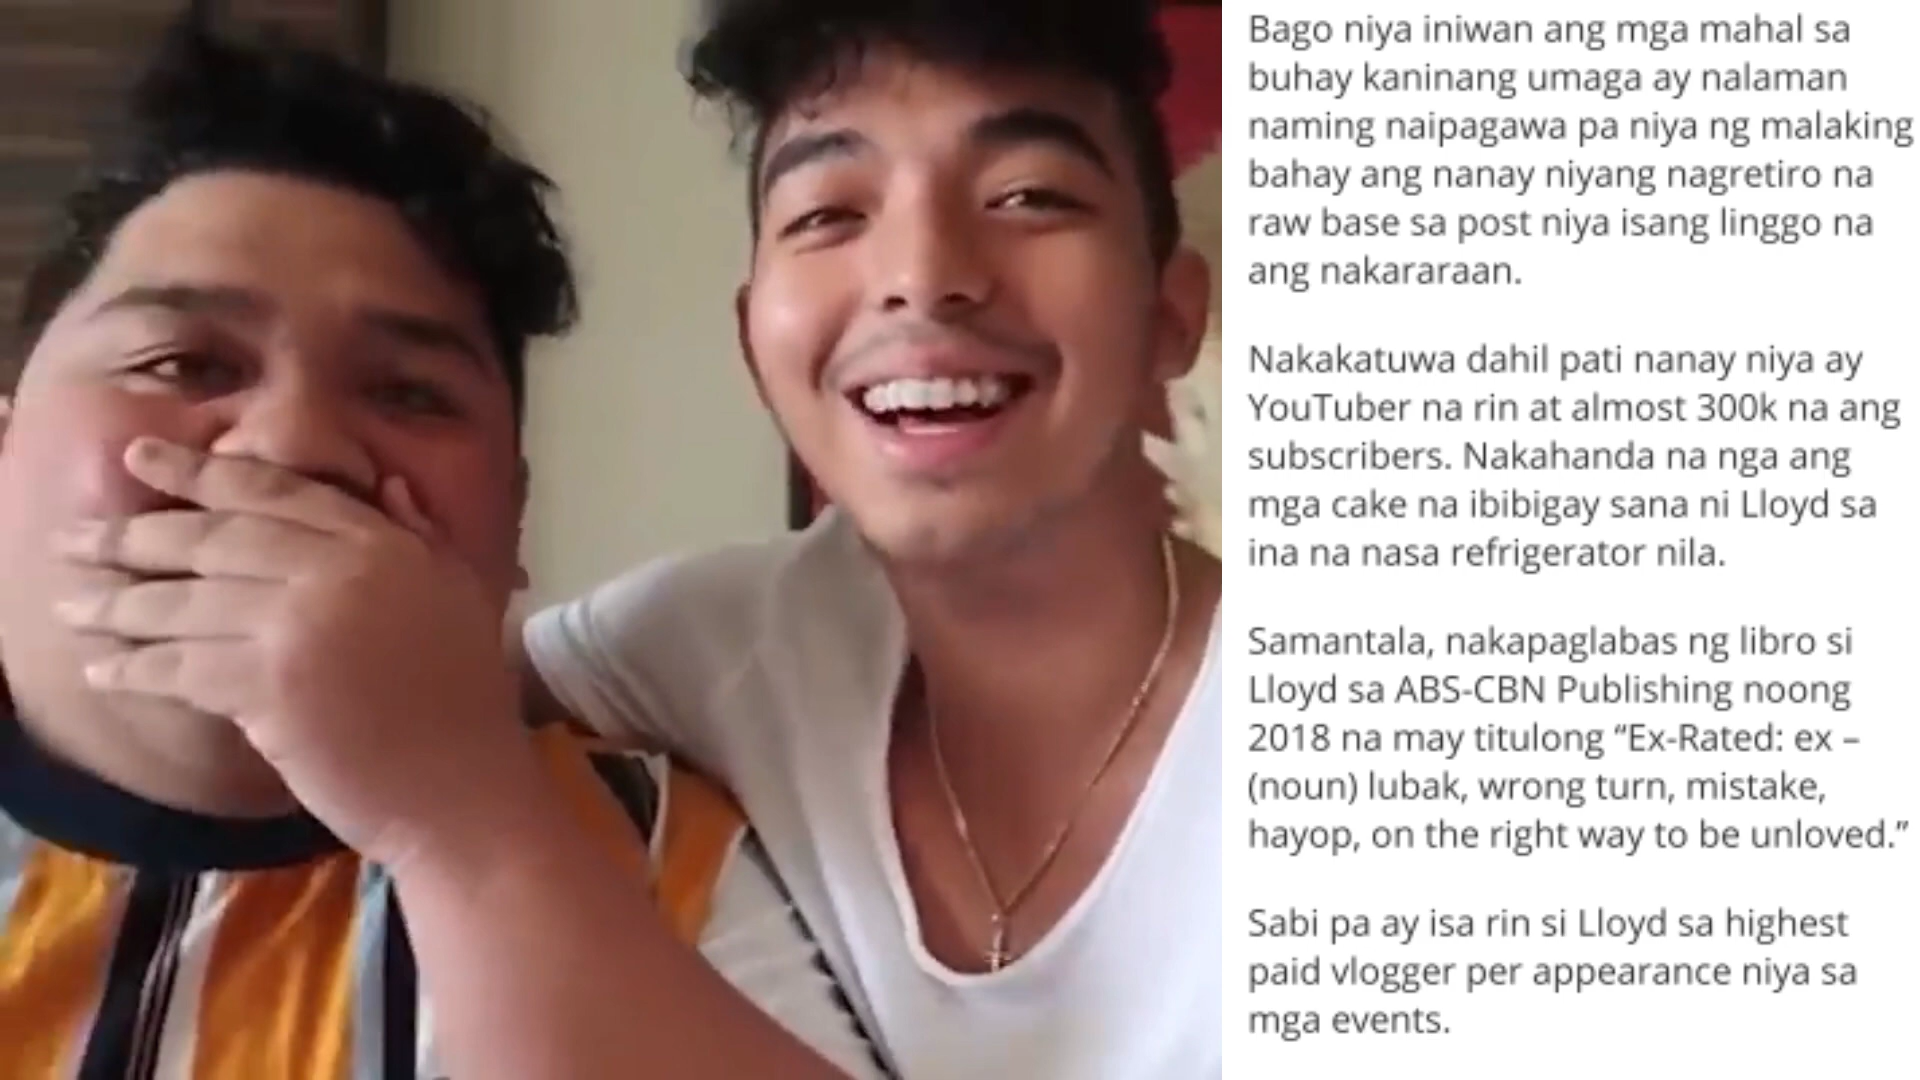 Bago niya iniwan ang mga mahal sa
buhay kaninang umaga ay nalaman
naming naipagawa pa niya ng malaking
bahay ang nanay niyang nagretiro na
raw base sa post niya isang linggo na
ang nakararaan.
Nakakatuwa dahil pati nanay niya ay
YouTuber na rin at almost 300k na ang
subscribers. Nakahanda na nga ang
mga cake na ibibigay sana ni Lloyd sa
ina na nasa refrigerator nila.
Samantala, nakapaglabas ng libro si
Lloyd sa ABS-CBN Publishing noong
2018 na may titulong “Ex-Rated: ex –
(noun) lubak, wrong turn, mistake,
hayop, on the right way to be unloved.”
Sabi pa ay isa rin si Lloyd sa highest
paid vlogger per appearance niya sa
mga events.